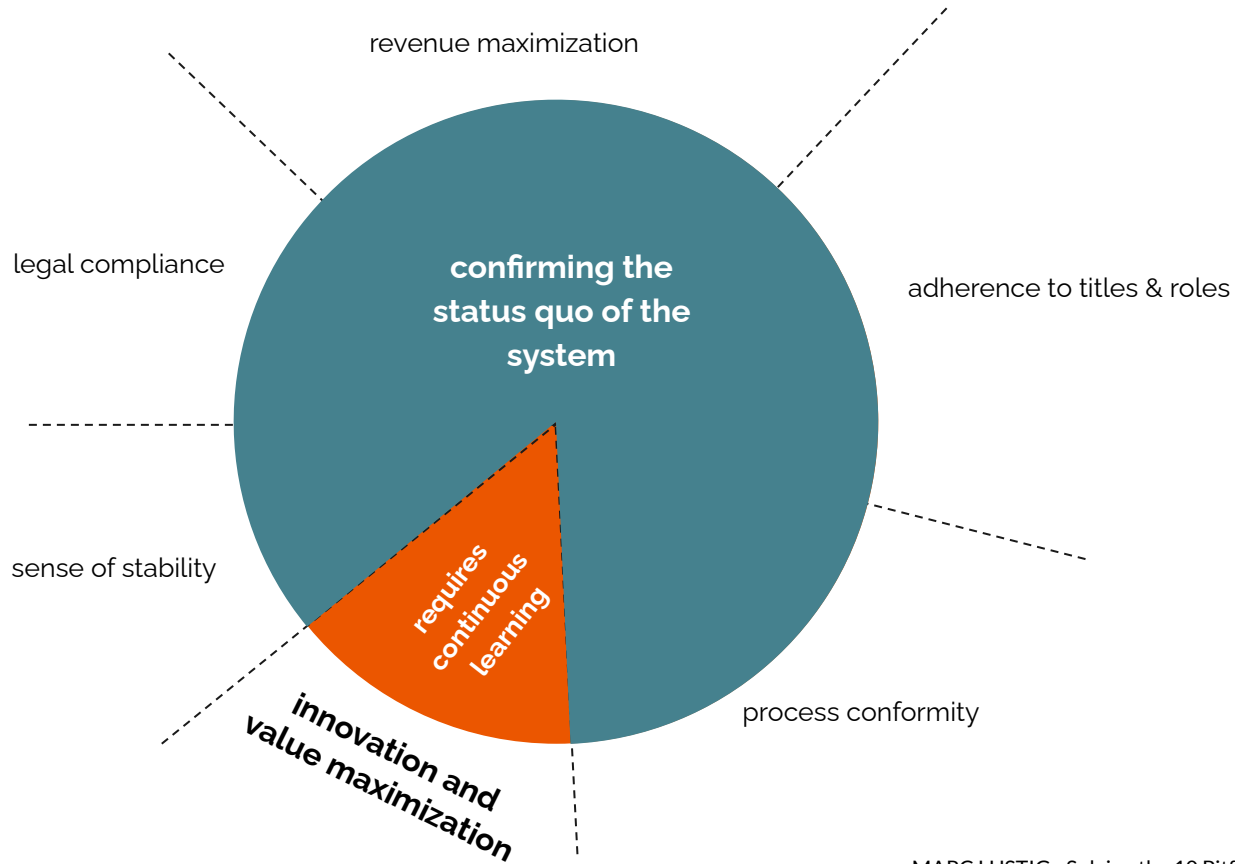 revenue maximization
legal compliance
confirming the
status quo of the
system
adherence to titles & roles
sense of stability
requires
continuous
learning
innovation and
value maximization
process conformity